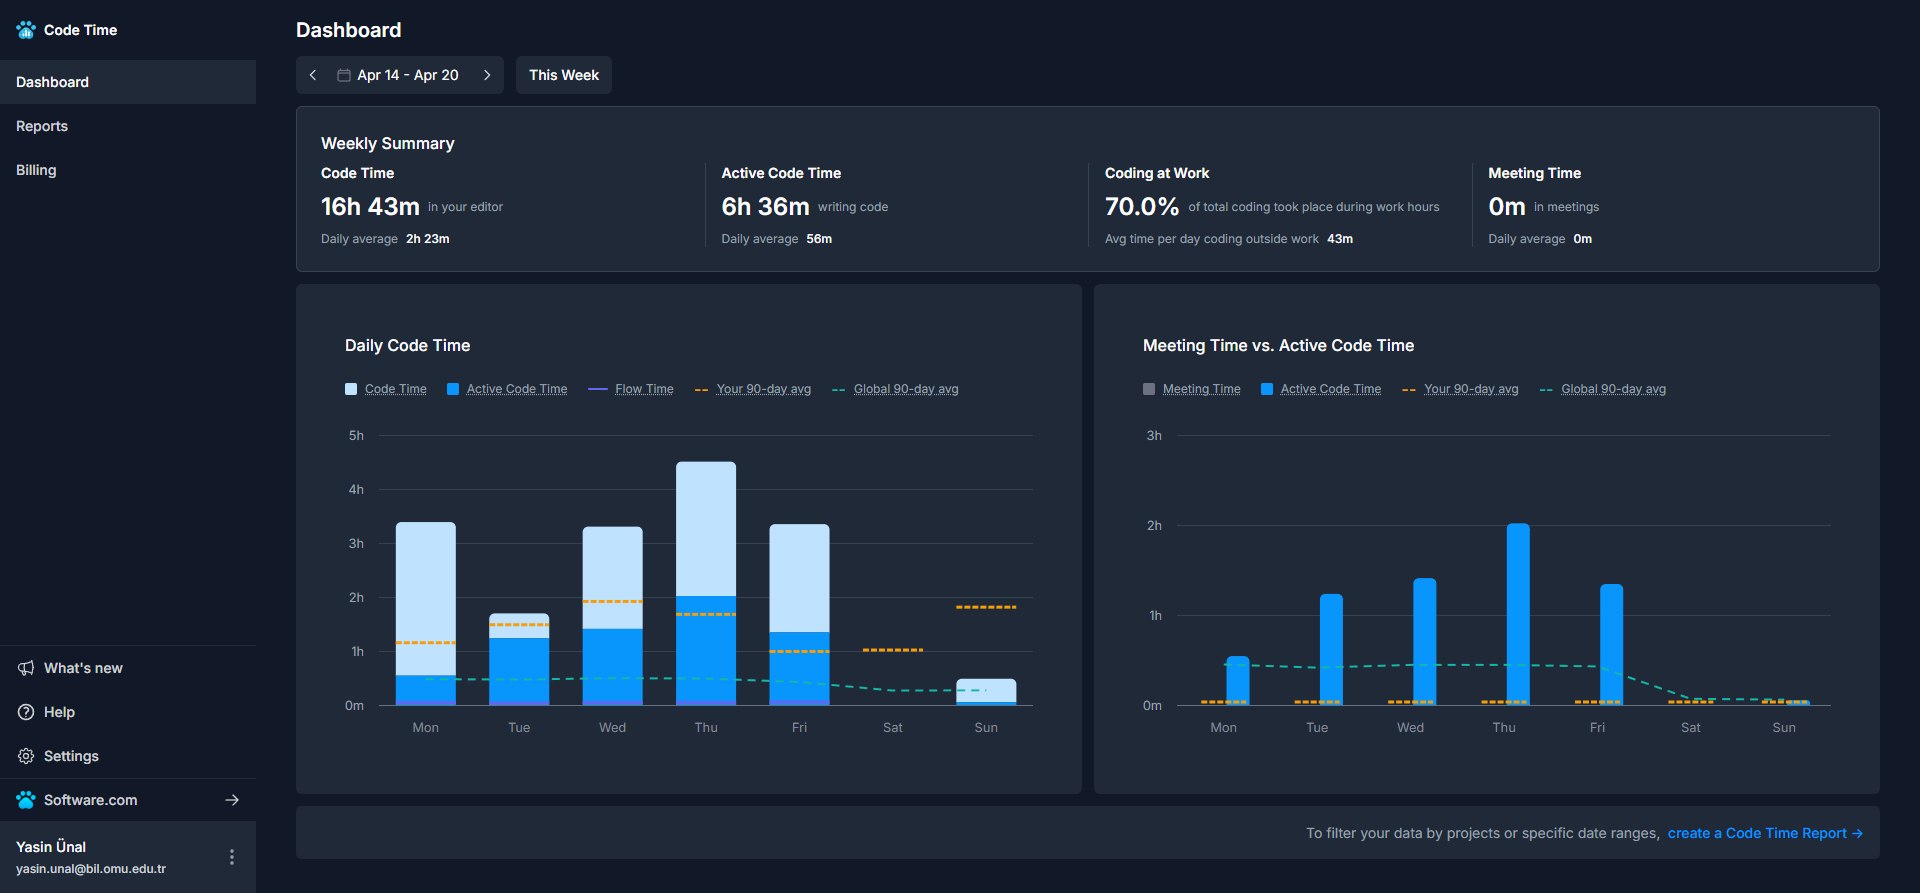 Code Time
Dashboard
Reports
Billing
What's new
Help
Settings
Software.com
Yasin Ünal
yasin.unal@bil.omu.edu.tr
Dashboard
Apr 14 - Apr 20
This Week
Weekly Summary
Code Time
16h 43m in your editor
Daily average 2h 23m
Active Code Time
6h 36m writing code
Daily average 56m
Coding at Work
70.0% of total coding took place during work hours
Avg time per day coding outside work 43m
Meeting Time
0m in meetings
Daily average 0m
Daily Code Time
Code Time Active Code Time Flow Time Your 90-day avg Global 90-day avg
5h
4h
3h
2h
1h
0m
Mon Tue Wed Thu Fri Sat Sun
Meeting Time vs. Active Code Time
Meeting Time Active Code Time Your 90-day avg Global 90-day avg
3h
2h
1h
0m
Mon Tue Wed Thu Fri Sat Sun
To filter your data by projects or specific date ranges, create a Code Time Report →